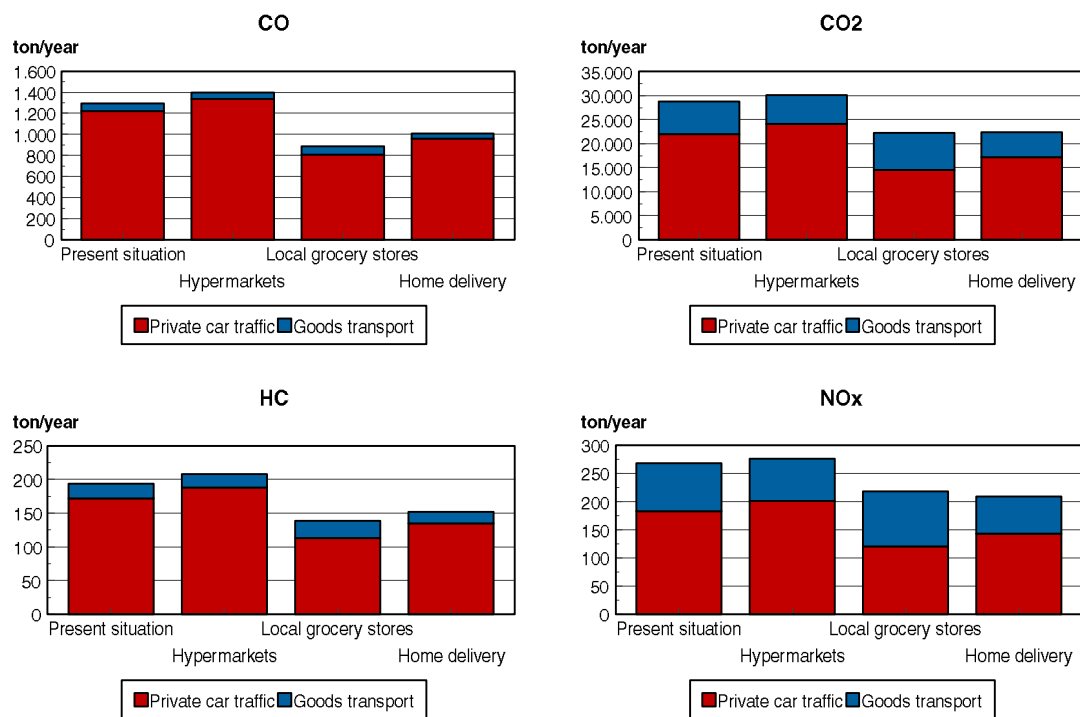 CO
ton/year
1.600
1.400
1.200
1.000
800
600
400
200
0
Present situation
Local grocery stores
Hypermarkets
Home delivery
Private car traffic
Goods transport
CO2
ton/year
35.000
30.000
25.000
20.000
15.000
10.000
5.000
0
Present situation
Local grocery stores
Hypermarkets
Home delivery
Private car traffic
Goods transport
HC
ton/year
250
200
150
100
50
0
Present situation
Local grocery stores
Hypermarkets
Home delivery
Private car traffic
Goods transport
NOx
ton/year
300
250
200
150
100
50
0
Present situation
Local grocery stores
Hypermarkets
Home delivery
Private car traffic
Goods transport